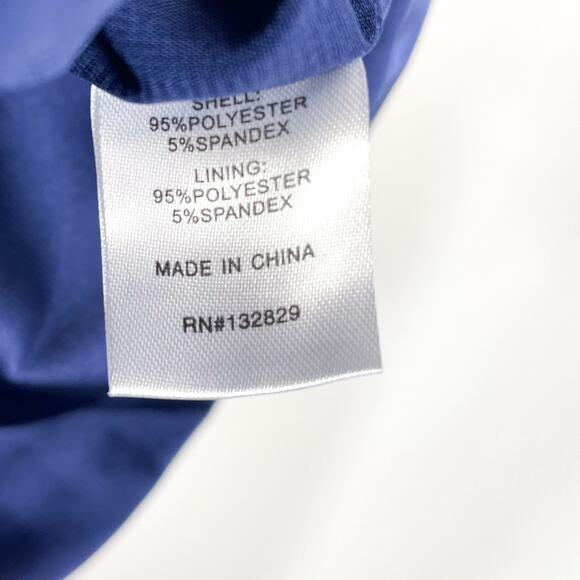 SHELL:
95%POLYESTER
5%SPANDEX
LINING:
95%POLYESTER
5%SPANDEX
MADE IN CHINA
RN#132829